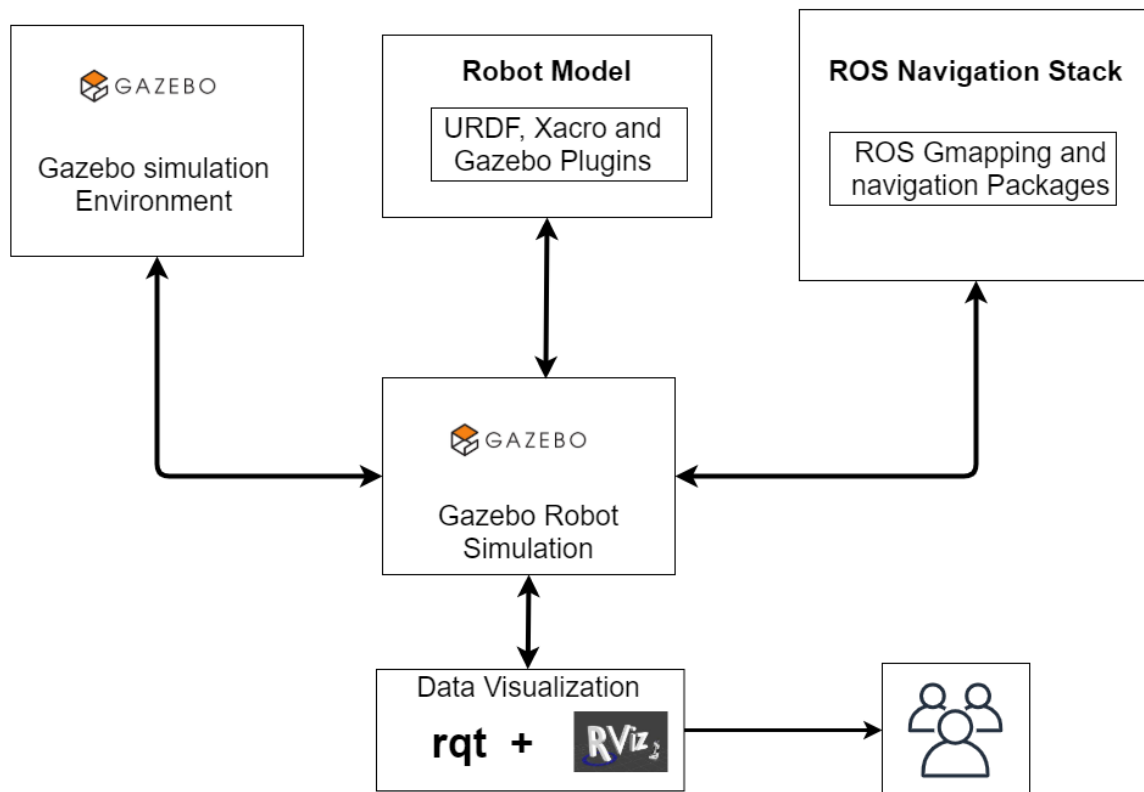 GAZEBO
Gazebo simulation
Environment
Robot Model
URDF, Xacro and
Gazebo Plugins
ROS Navigation Stack
ROS Gmapping and
navigation Packages
GAZEBO
Gazebo Robot
Simulation
Data Visualization
rqt + RViz